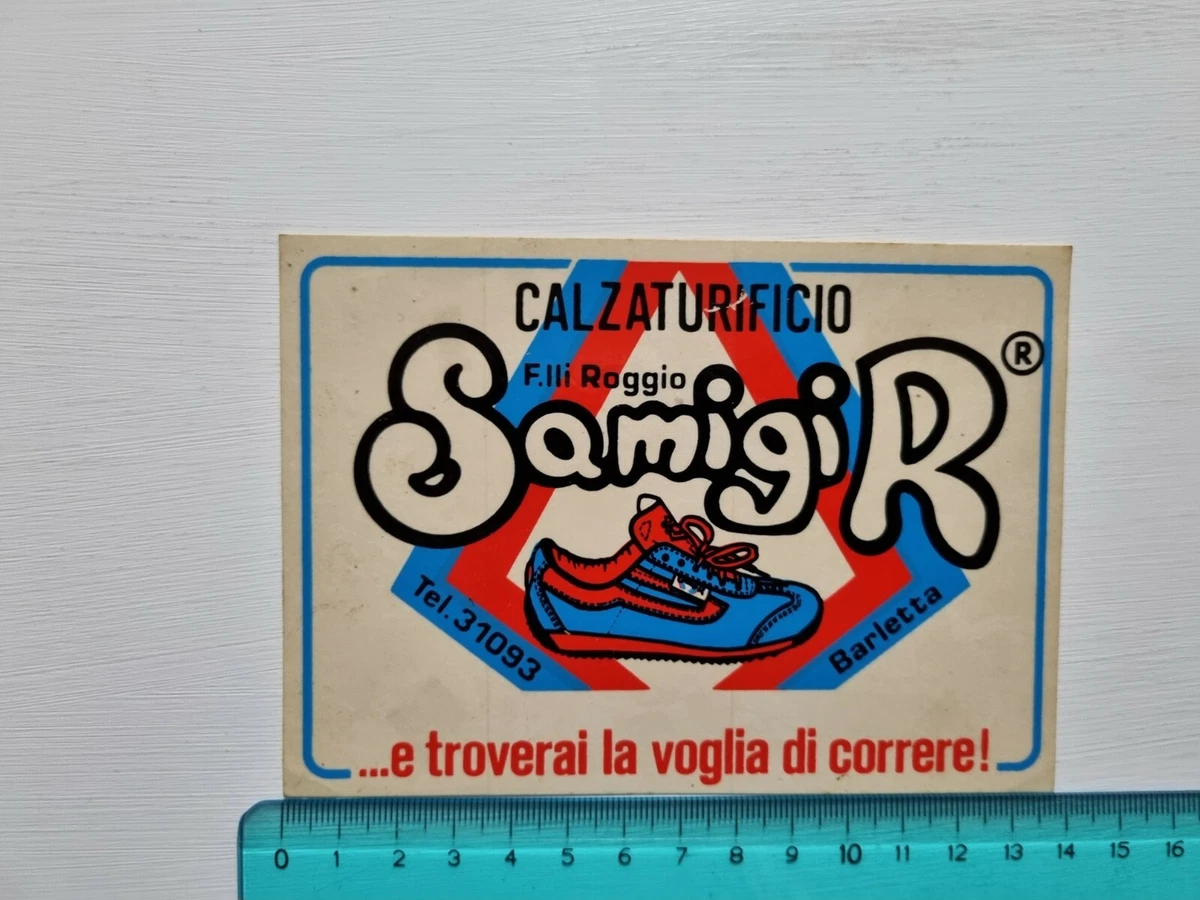 CALZATURIFICIO
F.lli Roggio
SamigiR®
Tel. 31093
Barletta
...e troverai la voglia di correre!
0 1 2 3 4 5 6 7 8 9 10 11 12 13 14 15 16